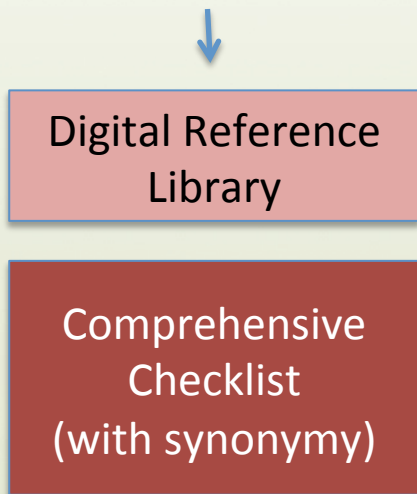 Digital Reference
Library
Comprehensive
Checklist
(with synonymy)